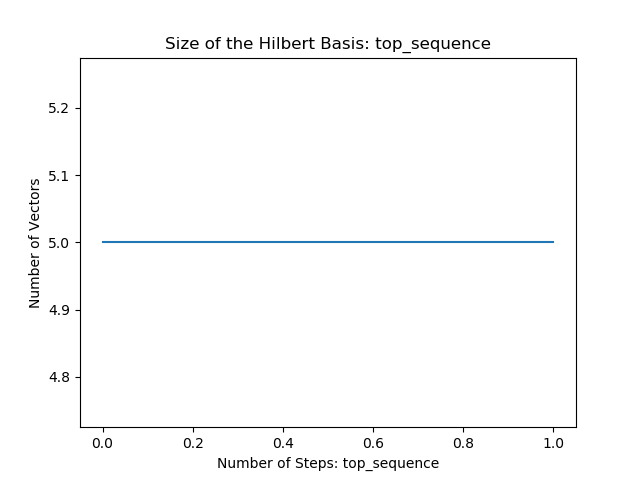 Size of the Hilbert Basis: top_sequence
5.2
5.1
5.0
4.9
4.8
Number of Vectors
0.0 0.2 0.4 0.6 0.8 1.0
Number of Steps: top_sequence